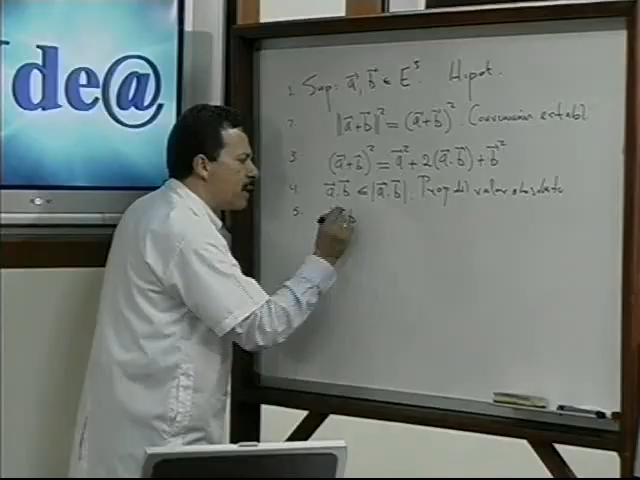 de@
1. Sup: a⃗, b⃗ ∈ E³. Hipot.
2. ‖a⃗+b⃗‖² = (a⃗+b⃗)² Convención establ
3. (a⃗+b⃗)² = a⃗² + 2(a⃗.b⃗) + b⃗²
4. a⃗.b⃗ ≤ |a⃗.b⃗|. Prop del valor absoluto
5.